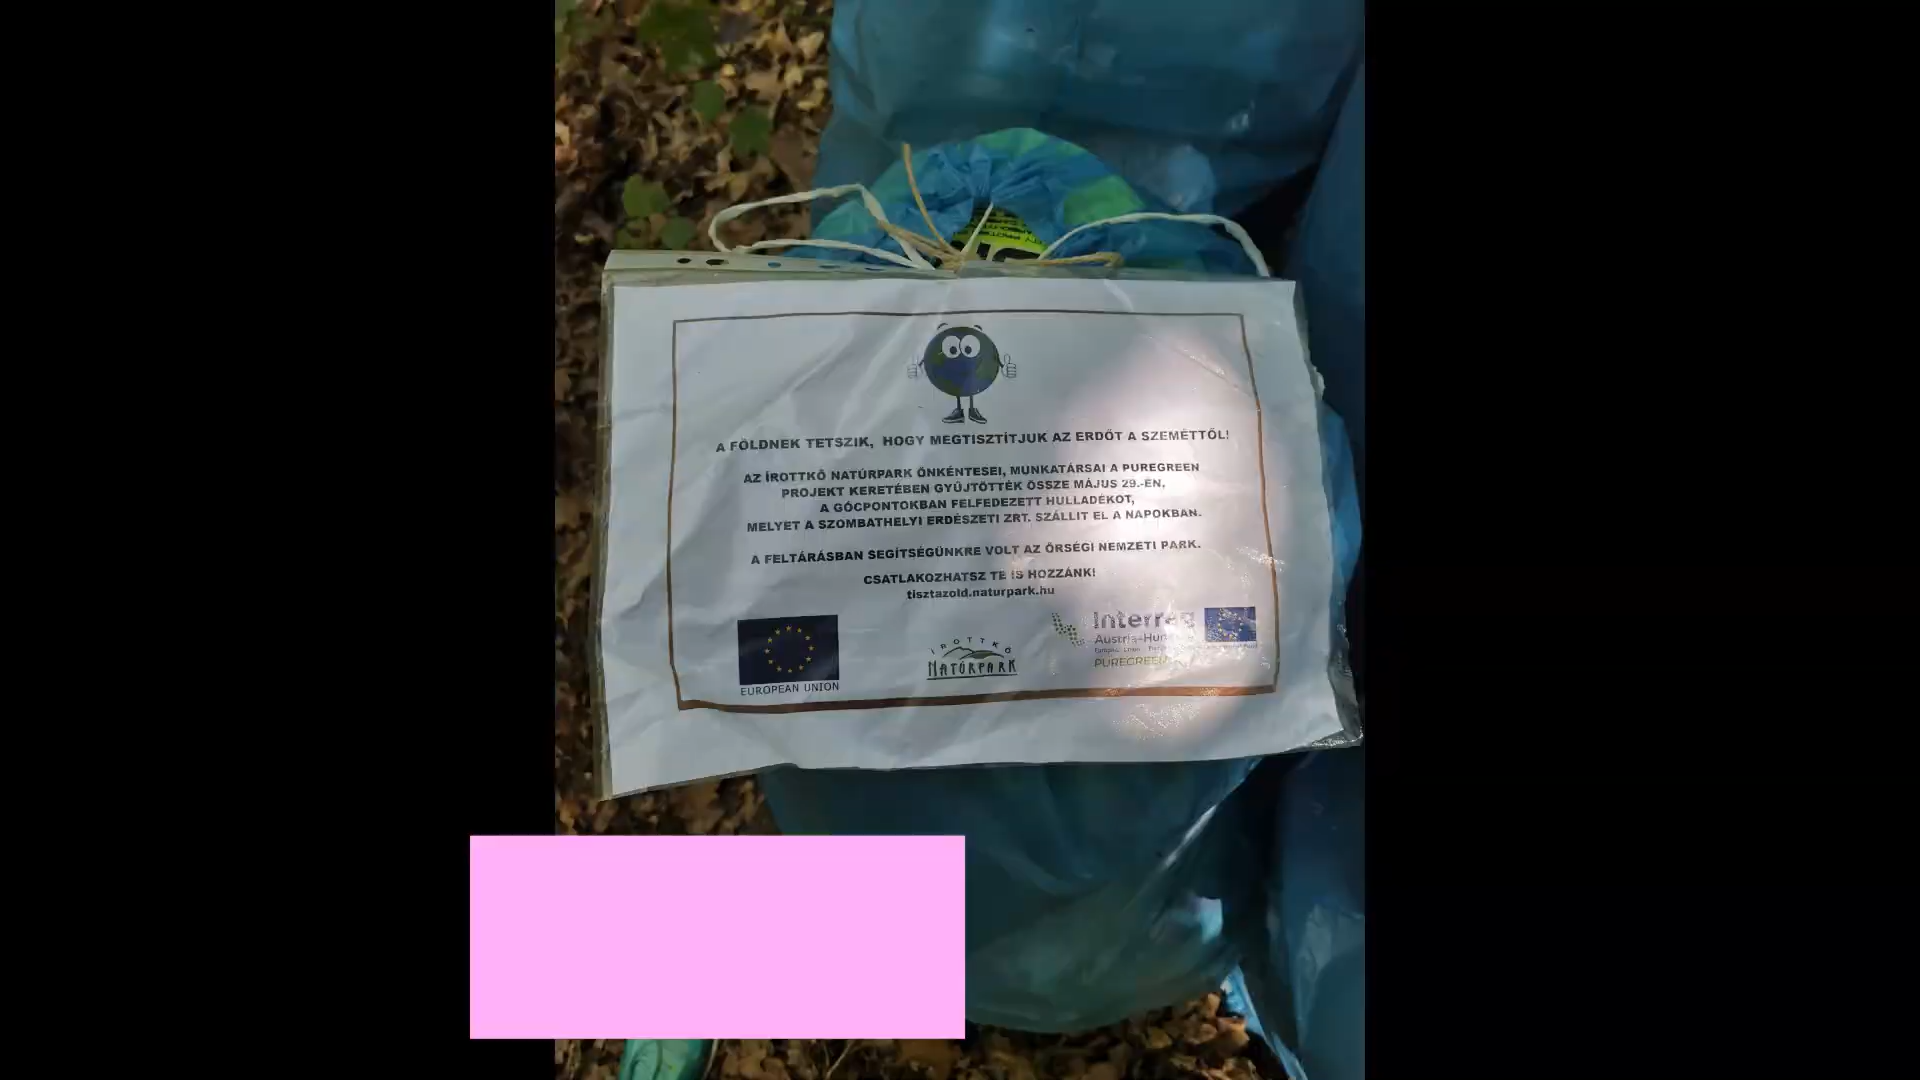 A FÖLDNEK TETSZIK, HOGY MEGTISZTÍTJUK AZ ERDŐT A SZEMÉTTŐL!
AZ ÍROTTKŐ NATÚRPARK ÖNKÉNTESEI, MUNKATÁRSAI A PUREGREEN
PROJEKT KERETÉBEN GYŰJTÖTTÉK ÖSSZE MÁJUS 29.-ÉN,
A GÓCPONTOKBAN FELFEDEZETT HULLADÉKOT,
MELYET A SZOMBATHELYI ERDÉSZETI ZRT. SZÁLLÍT EL A NAPOKBAN.
A FELTÁRÁSBAN SEGÍTSÉGÜNKRE VOLT AZ ŐRSÉGI NEMZETI PARK.
CSATLAKOZHATSZ TE IS HOZZÁNK!
tisztazold.naturpark.hu
EUROPEAN UNION
ÍROTTKŐ
NATÚRPARK
Interreg
Austria-Hungary
PUREGREEN